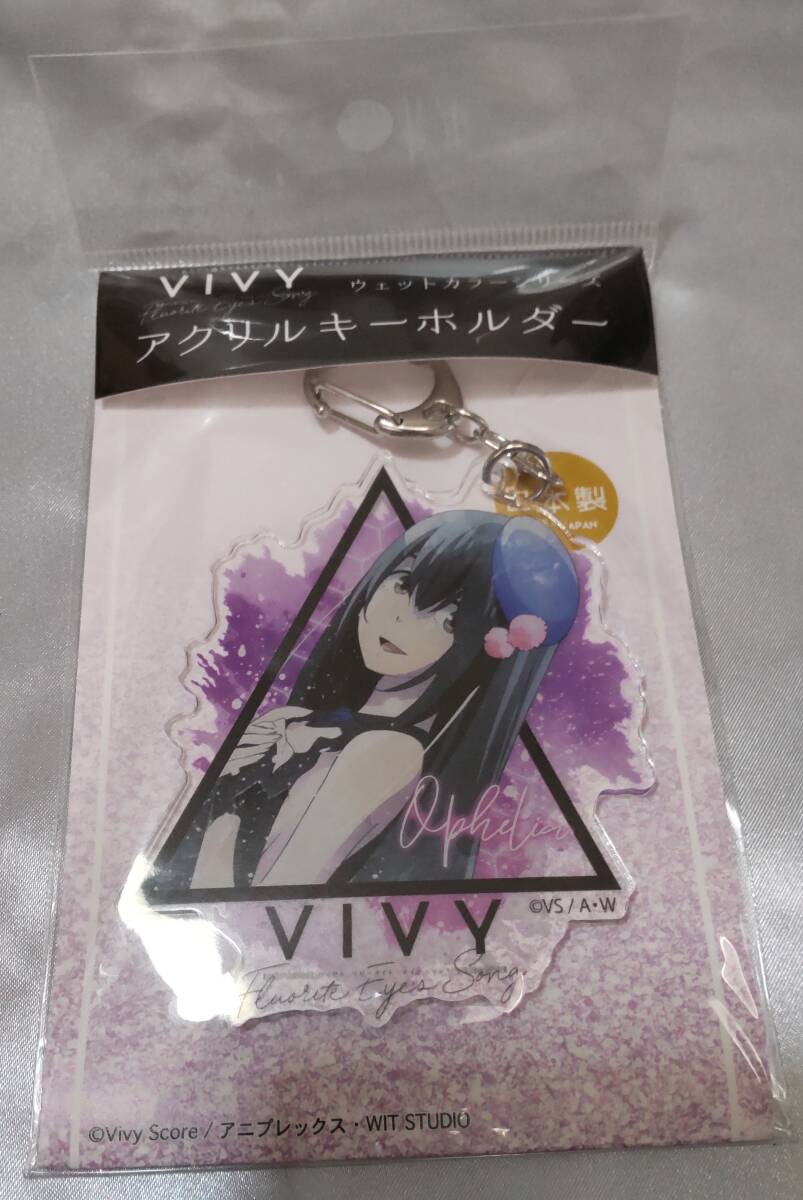 VIVY
Fluorite Eye's Song
ウェットカラーシリーズ
アクリルキーホルダー
本製
APAN
Ophelia
©VS / A・W
VIVY
Fluorite Eye's Song
©Vivy Score / アニプレックス・WIT STUDIO